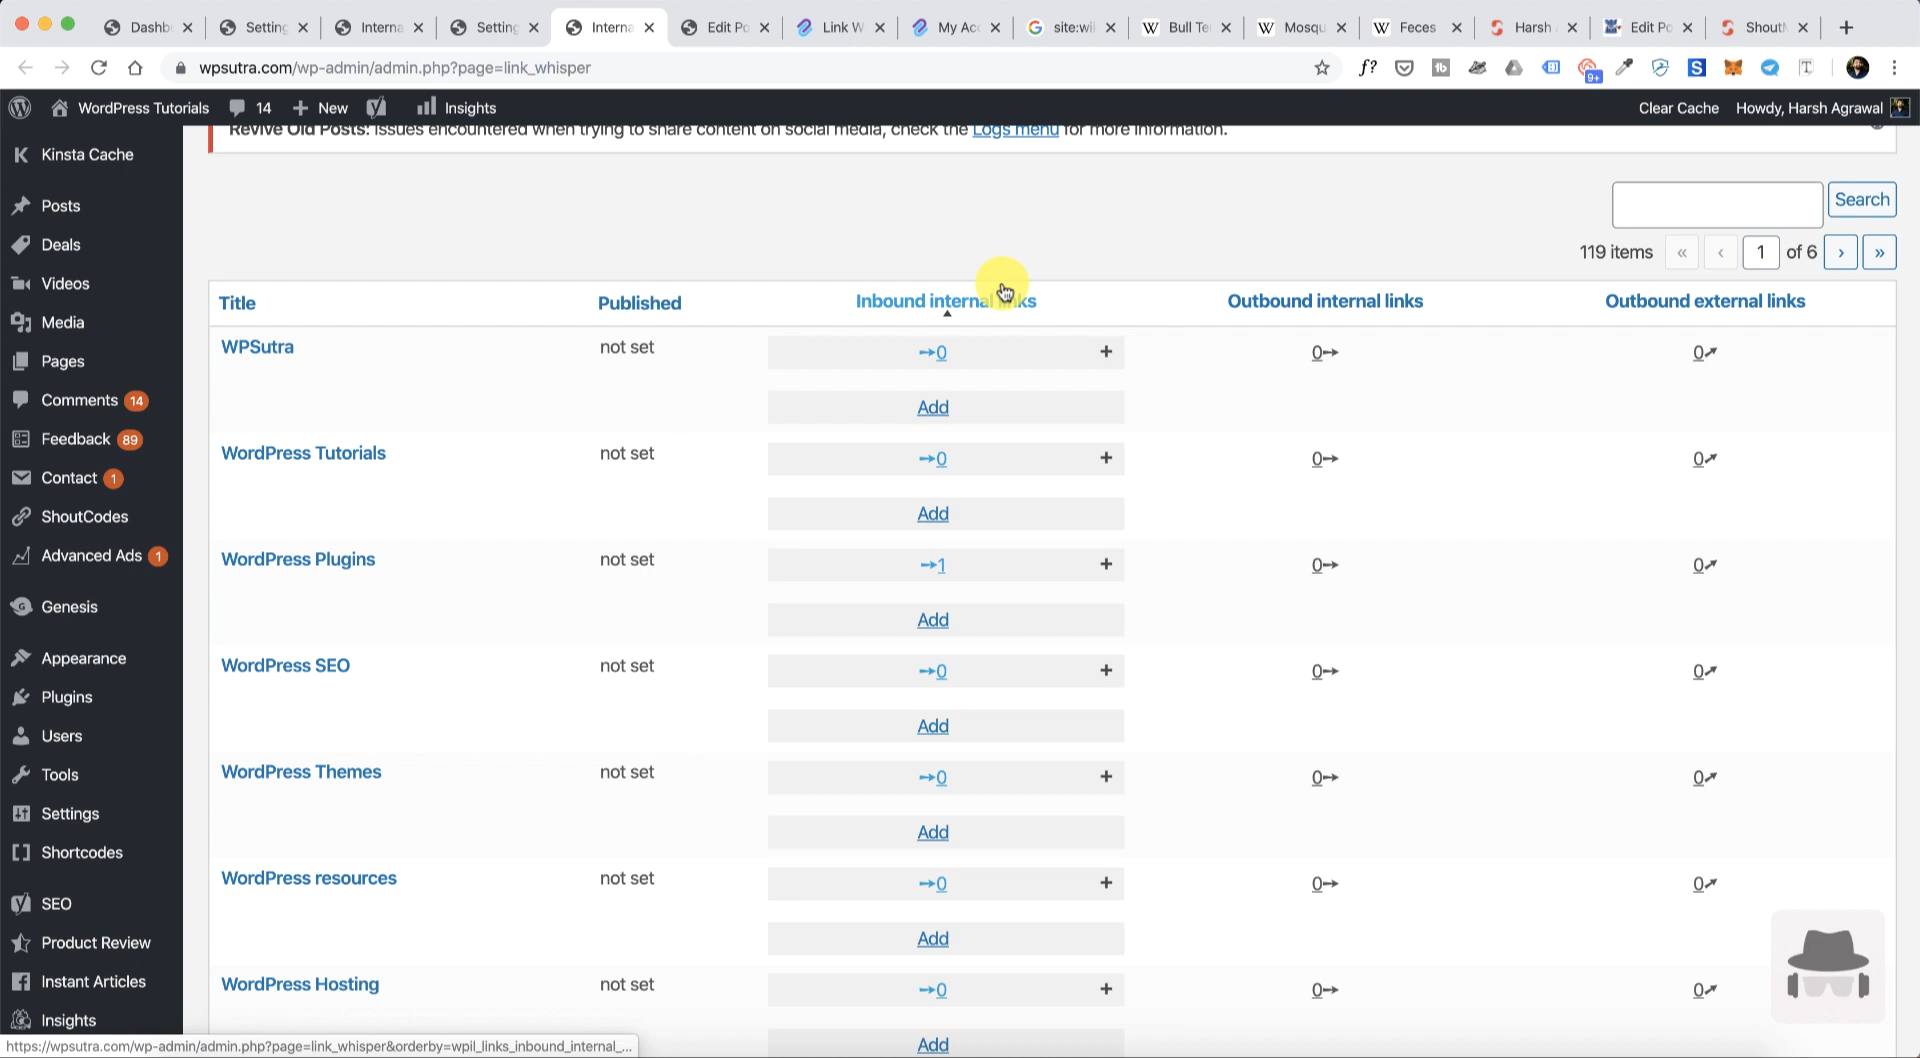 Dashb
Setting
Interna
Setting
Interna
Edit Po
Link W
My Acc
site:wil
Bull Te
Mosqu
Feces
Harsh
Edit Po
ShoutM
wpsutra.com/wp-admin/admin.php?page=link_whisper
f?
tb
9+
S
T
WordPress Tutorials
14
New
Insights
Clear Cache
Howdy, Harsh Agrawal
Revive Old Posts: Issues encountered when trying to share content on social media, check the Logs menu for more information.
Kinsta Cache
Posts
Deals
Videos
Media
Pages
Comments 14
Feedback 89
Contact 1
ShoutCodes
Advanced Ads 1
Genesis
Appearance
Plugins
Users
Tools
Settings
Shortcodes
SEO
Product Review
Instant Articles
Insights
Search
119 items « ‹ 1 of 6 › »
Title Published Inbound internal links Outbound internal links Outbound external links
WPSutra not set 0 + 0 0
Add
WordPress Tutorials not set 0 + 0 0
Add
WordPress Plugins not set 1 + 0 0
Add
WordPress SEO not set 0 + 0 0
Add
WordPress Themes not set 0 + 0 0
Add
WordPress resources not set 0 + 0 0
Add
WordPress Hosting not set 0 + 0 0
Add
https://wpsutra.com/wp-admin/admin.php?page=link_whisper&orderby=wpil_links_inbound_internal_...